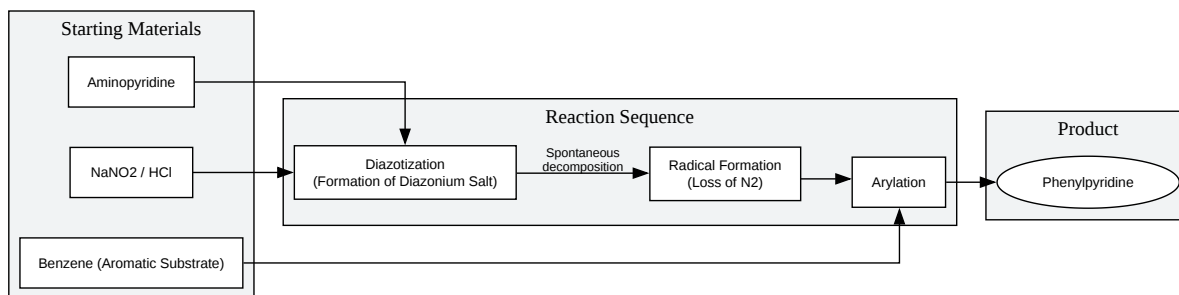 Starting Materials
Aminopyridine
NaNO2 / HCl
Benzene (Aromatic Substrate)
Reaction Sequence
Diazotization
(Formation of Diazonium Salt)
Spontaneous
decomposition
Radical Formation
(Loss of N2)
Arylation
Product
Phenylpyridine